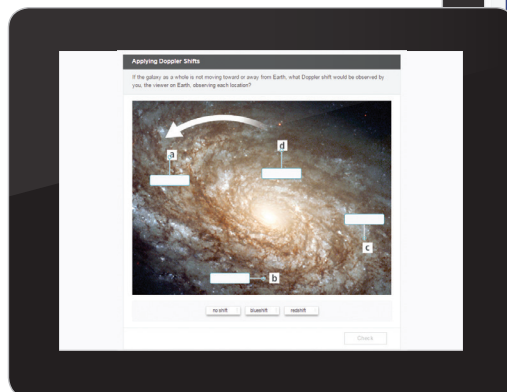 Applying Doppler Shifts
If the galaxy as a whole is not moving toward or away from Earth, what Doppler shift would be observed by
you, the viewer on Earth, observing each location?
a
d
c
b
no shift
blueshift
redshift
Check